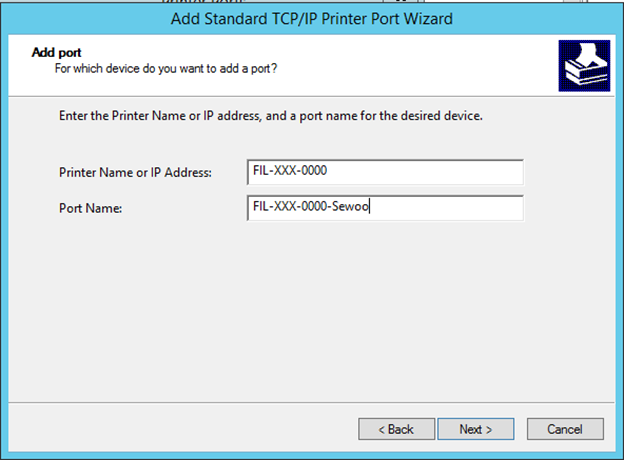 Add Standard TCP/IP Printer Port Wizard
Add port
For which device do you want to add a port?
Enter the Printer Name or IP address, and a port name for the desired device.
Printer Name or IP Address: FIL-XXX-0000
Port Name: FIL-XXX-0000-Sewoo
< Back Next > Cancel